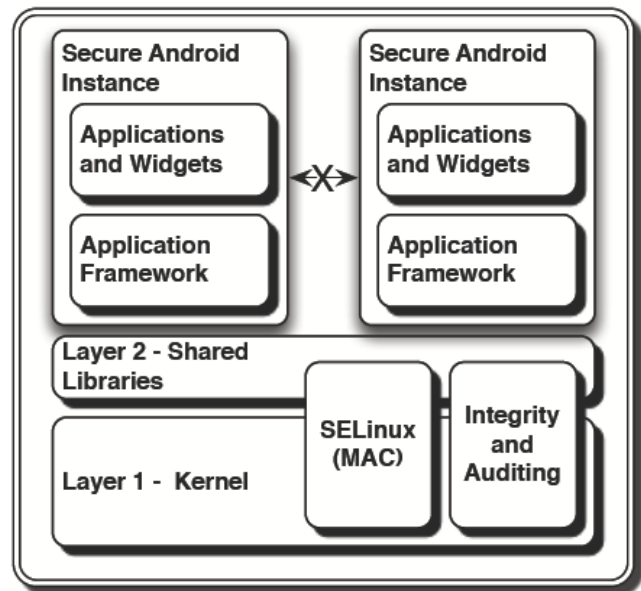 Secure Android
Instance
Applications
and Widgets
Application
Framework
X
Secure Android
Instance
Applications
and Widgets
Application
Framework
Layer 2 - Shared
Libraries
SELinux
(MAC)
Integrity
and
Auditing
Layer 1 - Kernel